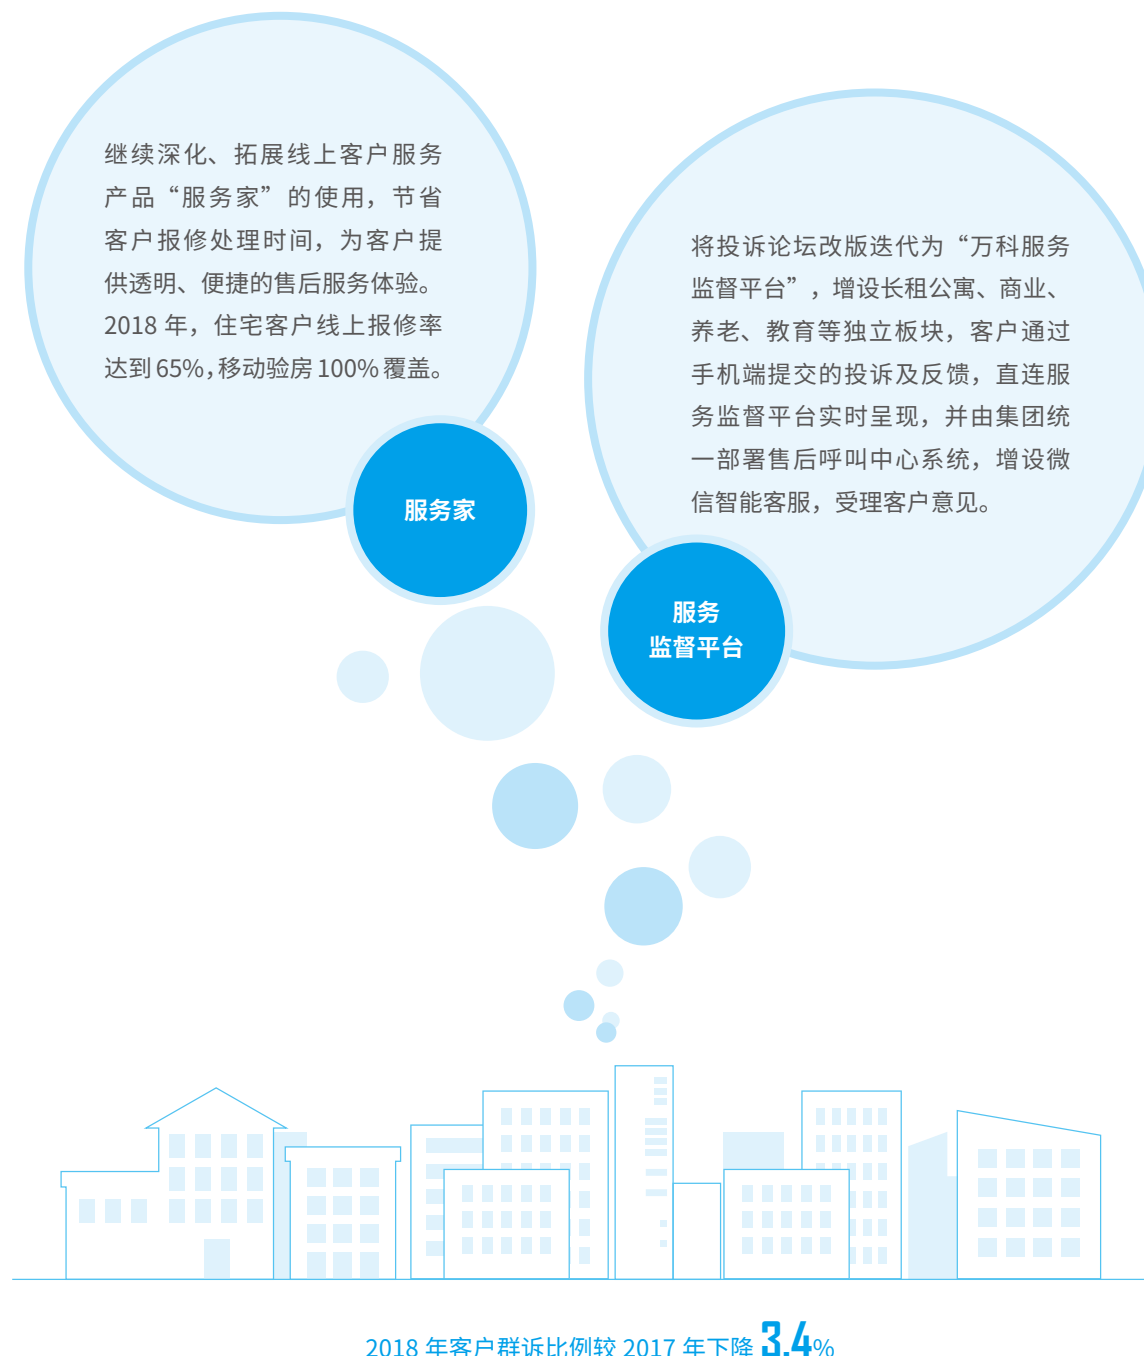 继续深化、拓展线上客户服务
产品“服务家”的使用，节省
客户报修处理时间，为客户提
供透明、便捷的售后服务体验。
2018 年，住宅客户线上报修率
达到 65%，移动验房 100% 覆盖。
服务家
将投诉论坛改版迭代为“万科服务
监督平台”，增设长租公寓、商业、
养老、教育等独立板块，客户通过
手机端提交的投诉及反馈，直连服
务监督平台实时呈现，并由集团统
一部署售后呼叫中心系统，增设微
信智能客服，受理客户意见。
服务
监督平台
2018 年客户群诉比例较 2017 年下降 3.4%